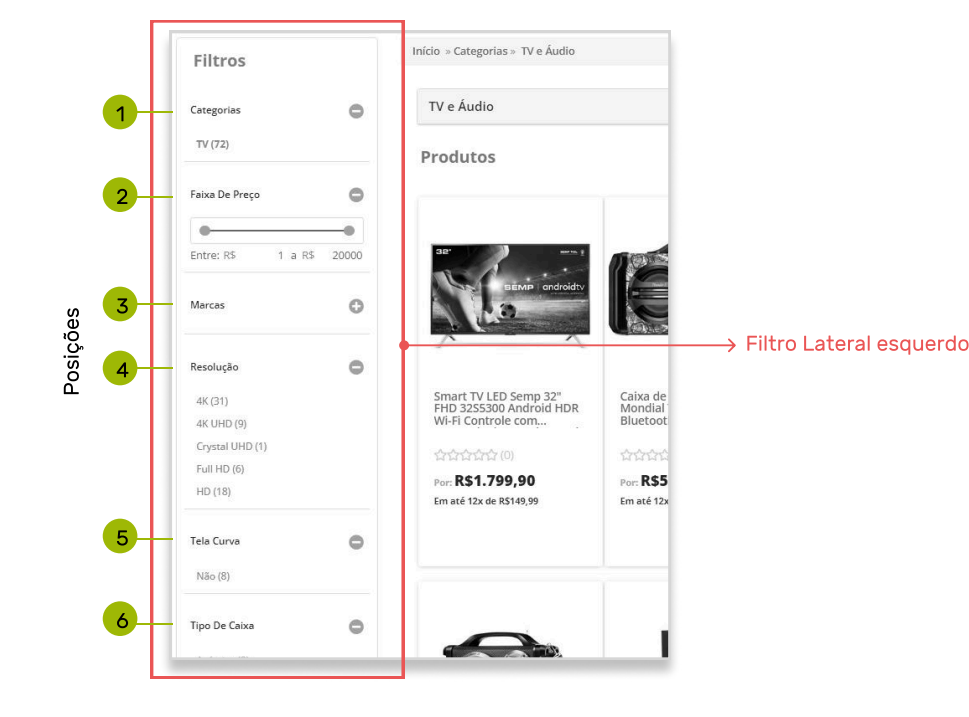 Posições
1
2
3
4
5
6
Filtros
Categorias
TV (72)
Faixa De Preço
Entre: R$ 1 a R$ 20000
Marcas
Resolução
4K (31)
4K UHD (9)
Crystal UHD (1)
Full HD (6)
HD (18)
Tela Curva
Não (8)
Tipo De Caixa
Início » Categorias » TV e Áudio
TV e Áudio
Produtos
32"
SEMP TCL
SEMP androidtv
Smart TV LED Semp 32"
FHD 32S5300 Android HDR
Wi-Fi Controle com...
(0)
Por: R$1.799,90
Em até 12x de R$149,99
Caixa de
Mondial
Bluetoot
Por: R$5
Em até 12x
Filtro Lateral esquerdo